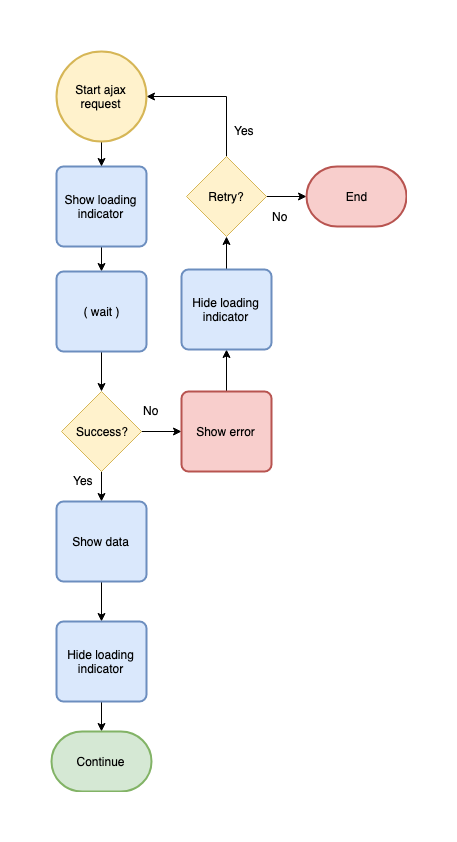 Start ajax
request
Yes
Show loading
indicator
Retry?
End
No
Hide loading
indicator
( wait )
No
Success?
Show error
Yes
Show data
Hide loading
indicator
Continue